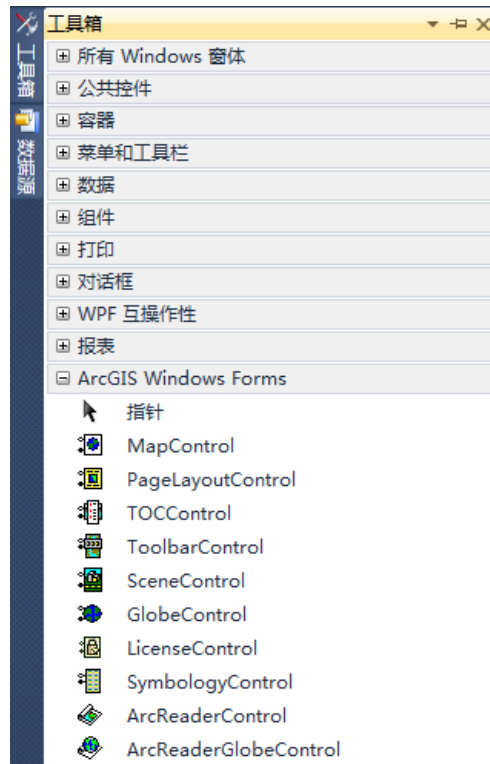 工具箱
工具箱
数据源
所有 Windows 窗体
公共控件
容器
菜单和工具栏
数据
组件
打印
对话框
WPF 互操作性
报表
ArcGIS Windows Forms
指针
MapControl
PageLayoutControl
TOCControl
ToolbarControl
SceneControl
GlobeControl
LicenseControl
SymbologyControl
ArcReaderControl
ArcReaderGlobeControl